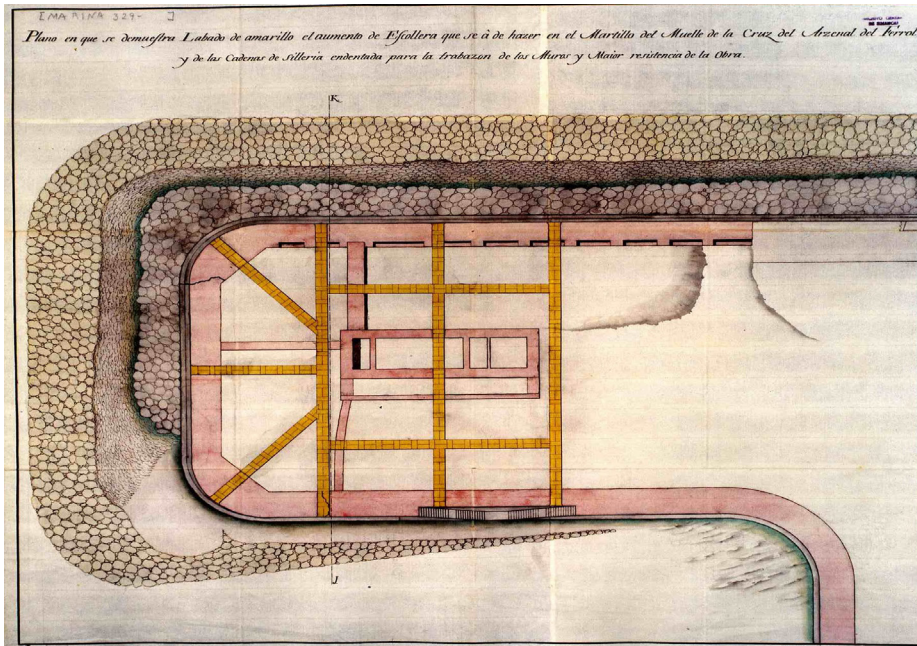 [MARINA 329- ]
Plano en que se demuestra Labado de amarillo el aumento de Escollera que se â de hazer en el Martillo del Muelle de la Cruz del Arzenal del Ferrol
y de las Cadenas de Silleria endentada para la trabazon de los Muros y Maior resistencia de la Obra.
K
J